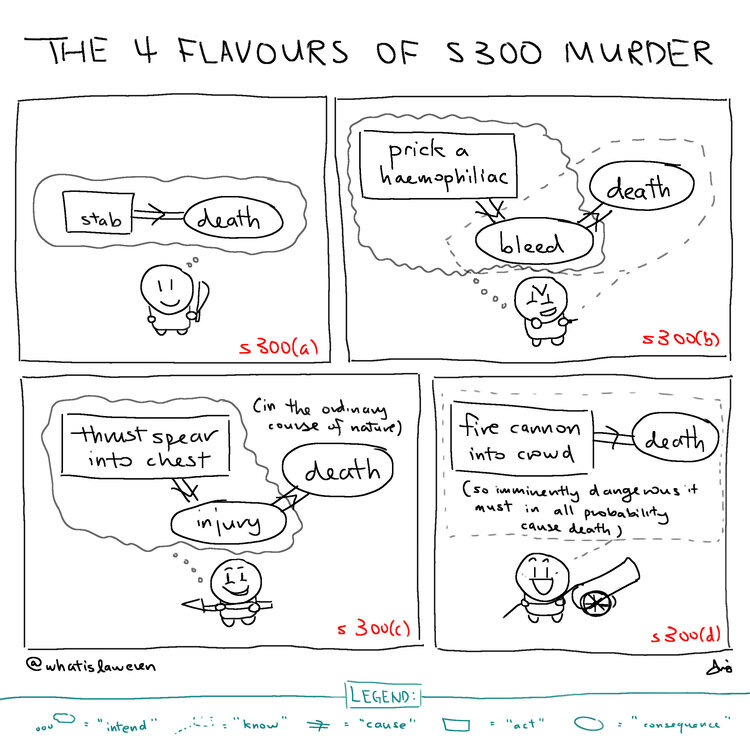 THE 4 FLAVOURS OF S300 MURDER
stab
death
s300(a)
prick a
haemophiliac
bleed
death
s300(b)
thrust spear
into chest
(in the ordinary
course of nature)
injury
death
s300(c)
fire cannon
into crowd
death
(so imminently dangerous it
must in all probability
cause death)
s300(d)
@whatislaweven
LEGEND:
= "intend" = "know" = "cause" = "act" = "consequence"